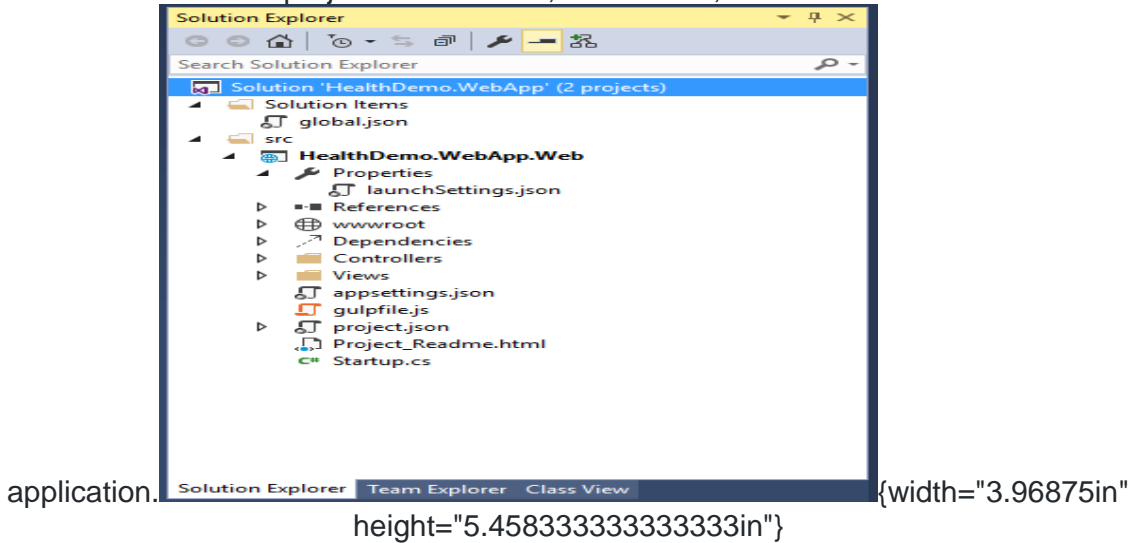 Solution Explorer
Search Solution Explorer
Solution 'HealthDemo.WebApp' (2 projects)
Solution Items
global.json
src
HealthDemo.WebApp.Web
Properties
launchSettings.json
References
wwwroot
Dependencies
Controllers
Views
appsettings.json
gulpfile.js
project.json
Project_Readme.html
C# Startup.cs
Solution Explorer Team Explorer Class View
application. {width="3.96875in"
height="5.458333333333333in"}